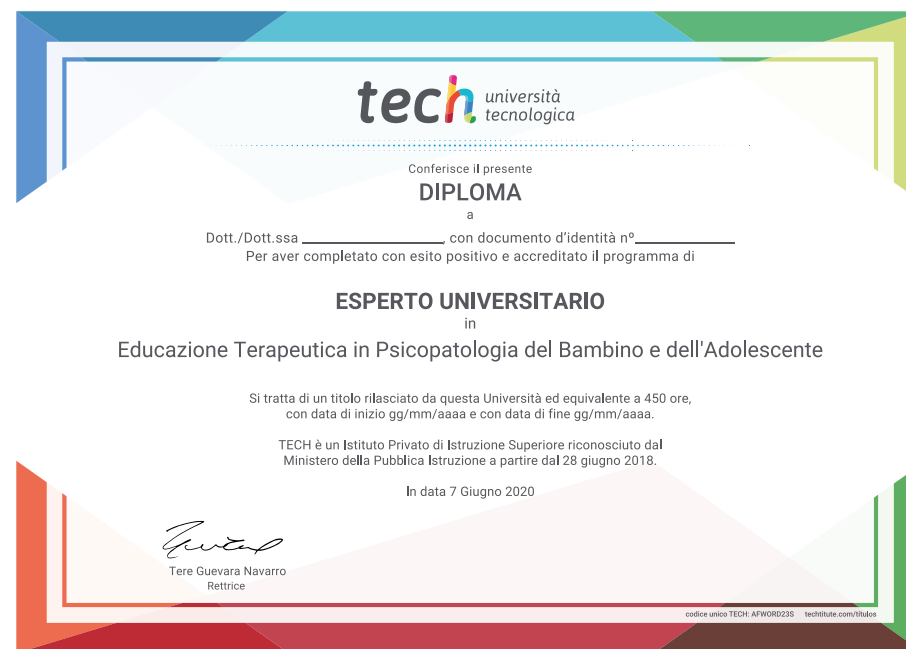 tech università
tecnologica
Conferisce il presente
DIPLOMA
a
Dott./Dott.ssa ____________________, con documento d'identità nº______________
Per aver completato con esito positivo e accreditato il programma di
ESPERTO UNIVERSITARIO
in
Educazione Terapeutica in Psicopatologia del Bambino e dell'Adolescente
Si tratta di un titolo rilasciato da questa Università ed equivalente a 450 ore,
con data di inizio gg/mm/aaaa e con data di fine gg/mm/aaaa.
TECH è un Istituto Privato di Istruzione Superiore riconosciuto dal
Ministero della Pubblica Istruzione a partire dal 28 giugno 2018.
In data 7 Giugno 2020
Tere Guevara Navarro
Rettrice
codice unico TECH: AFWORD23S techtitute.com/titulos